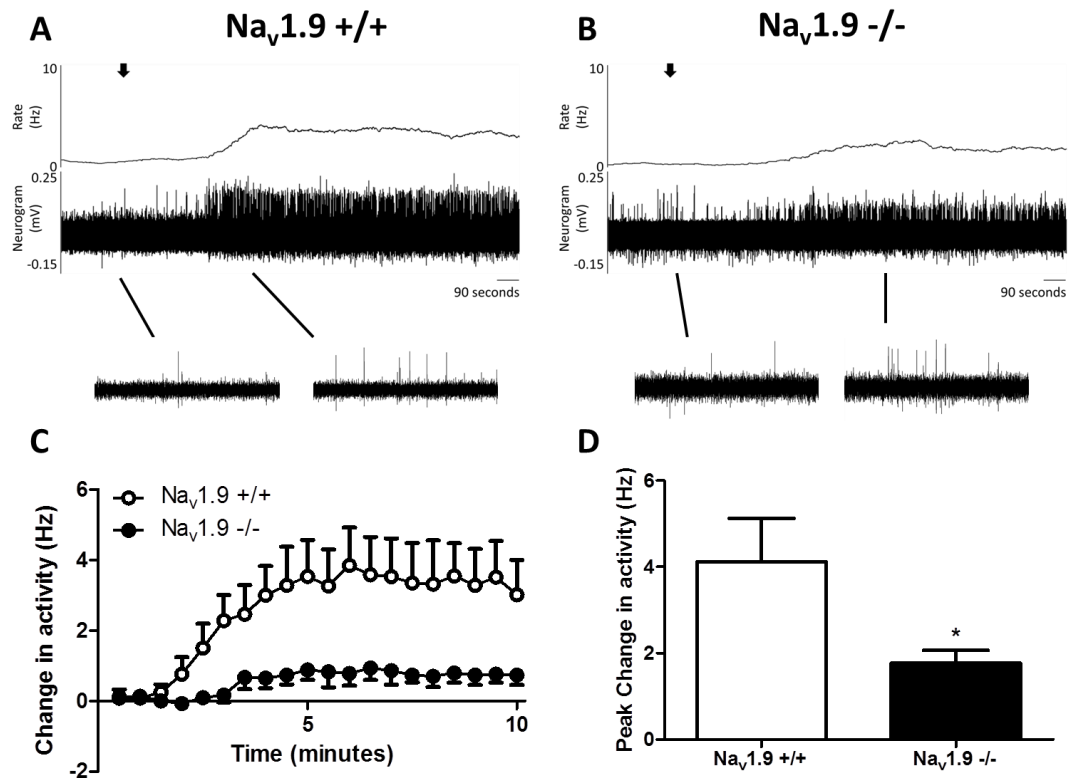 A
Nav1.9 +/+
B
Nav1.9 -/-
10
Rate
(Hz)
0
0.25
Neurogram
(mV)
-0.15
90 seconds
10
Rate
(Hz)
0
0.25
Neurogram
(mV)
-0.15
90 seconds
C
Change in activity (Hz)
6
4
2
0
-2
Nav1.9 +/+
Nav1.9 -/-
5
10
Time (minutes)
D
Peak Change in activity (Hz)
6
4
2
0
*
Nav1.9 +/+
Nav1.9 -/-